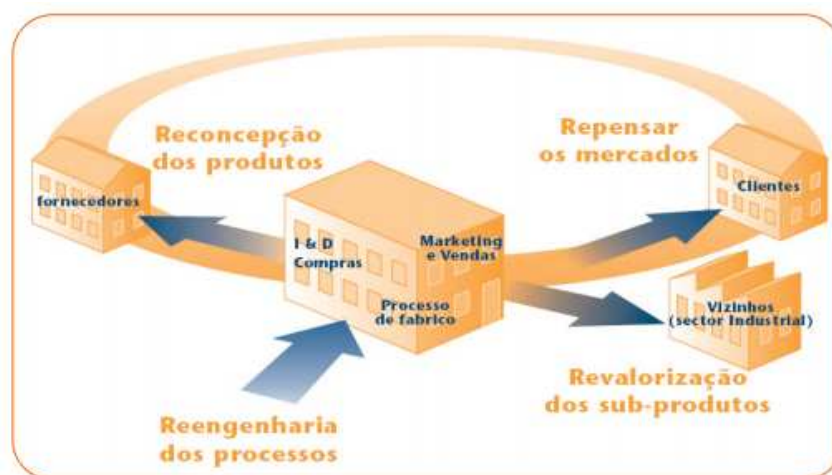 Reconcepção
dos produtos
Repensar
os mercados
fornecedores
Clientes
I & D
Compras
Marketing
e Vendas
Processo
de fabrico
Vizinhos
(sector Industrial)
Revalorização
dos sub-produtos
Reengenharia
dos processos